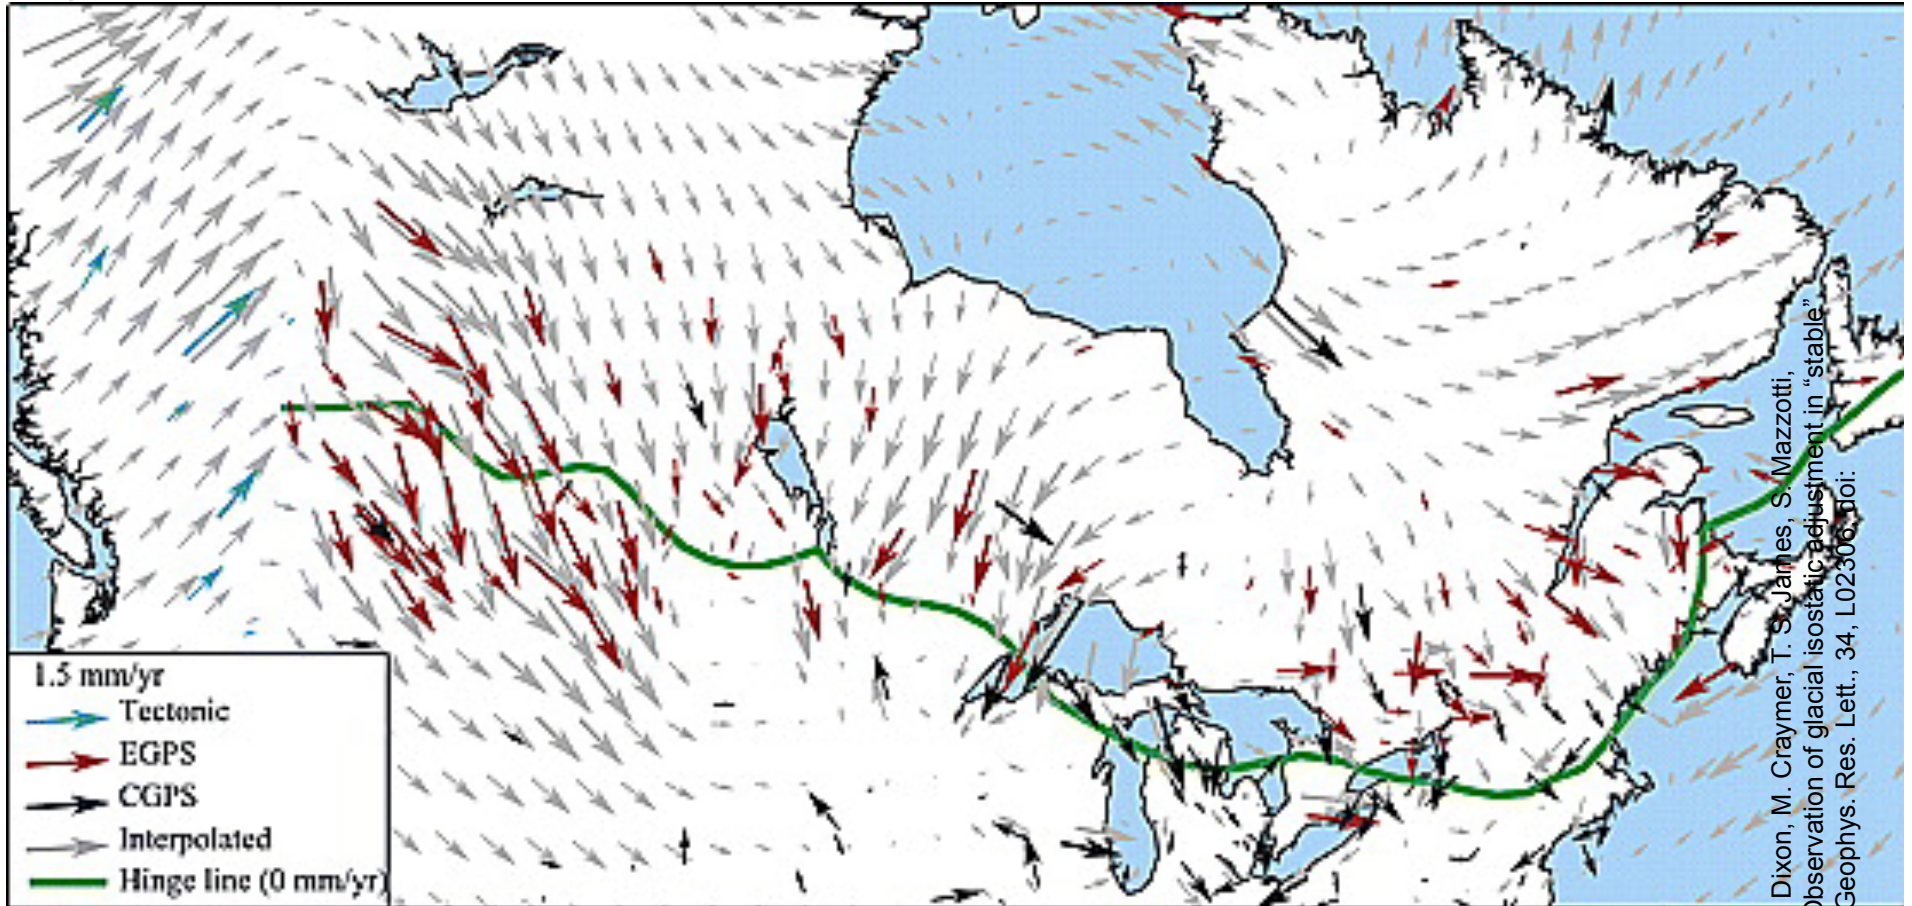 1.5 mm/yr
Tectonic
EGPS
CGPS
Interpolated
Hinge line (0 mm/yr)
Dixon, M. Craymer, T. S. James, S. Mazzotti,
Observation of glacial isostatic adjustment in “stable”
Geophys. Res. Lett., 34, L02306, doi: